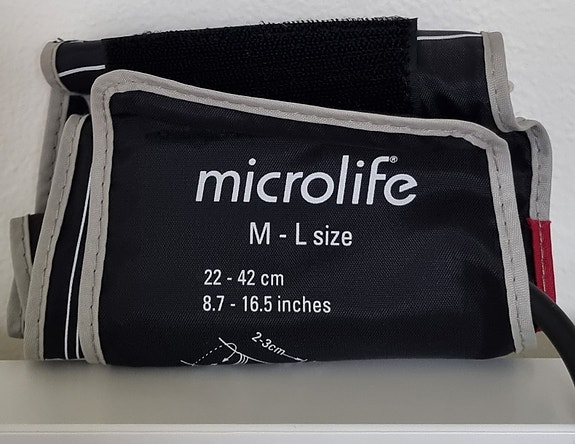 microlife®
M - L size
22 - 42 cm
8.7 - 16.5 inches
2-3cm